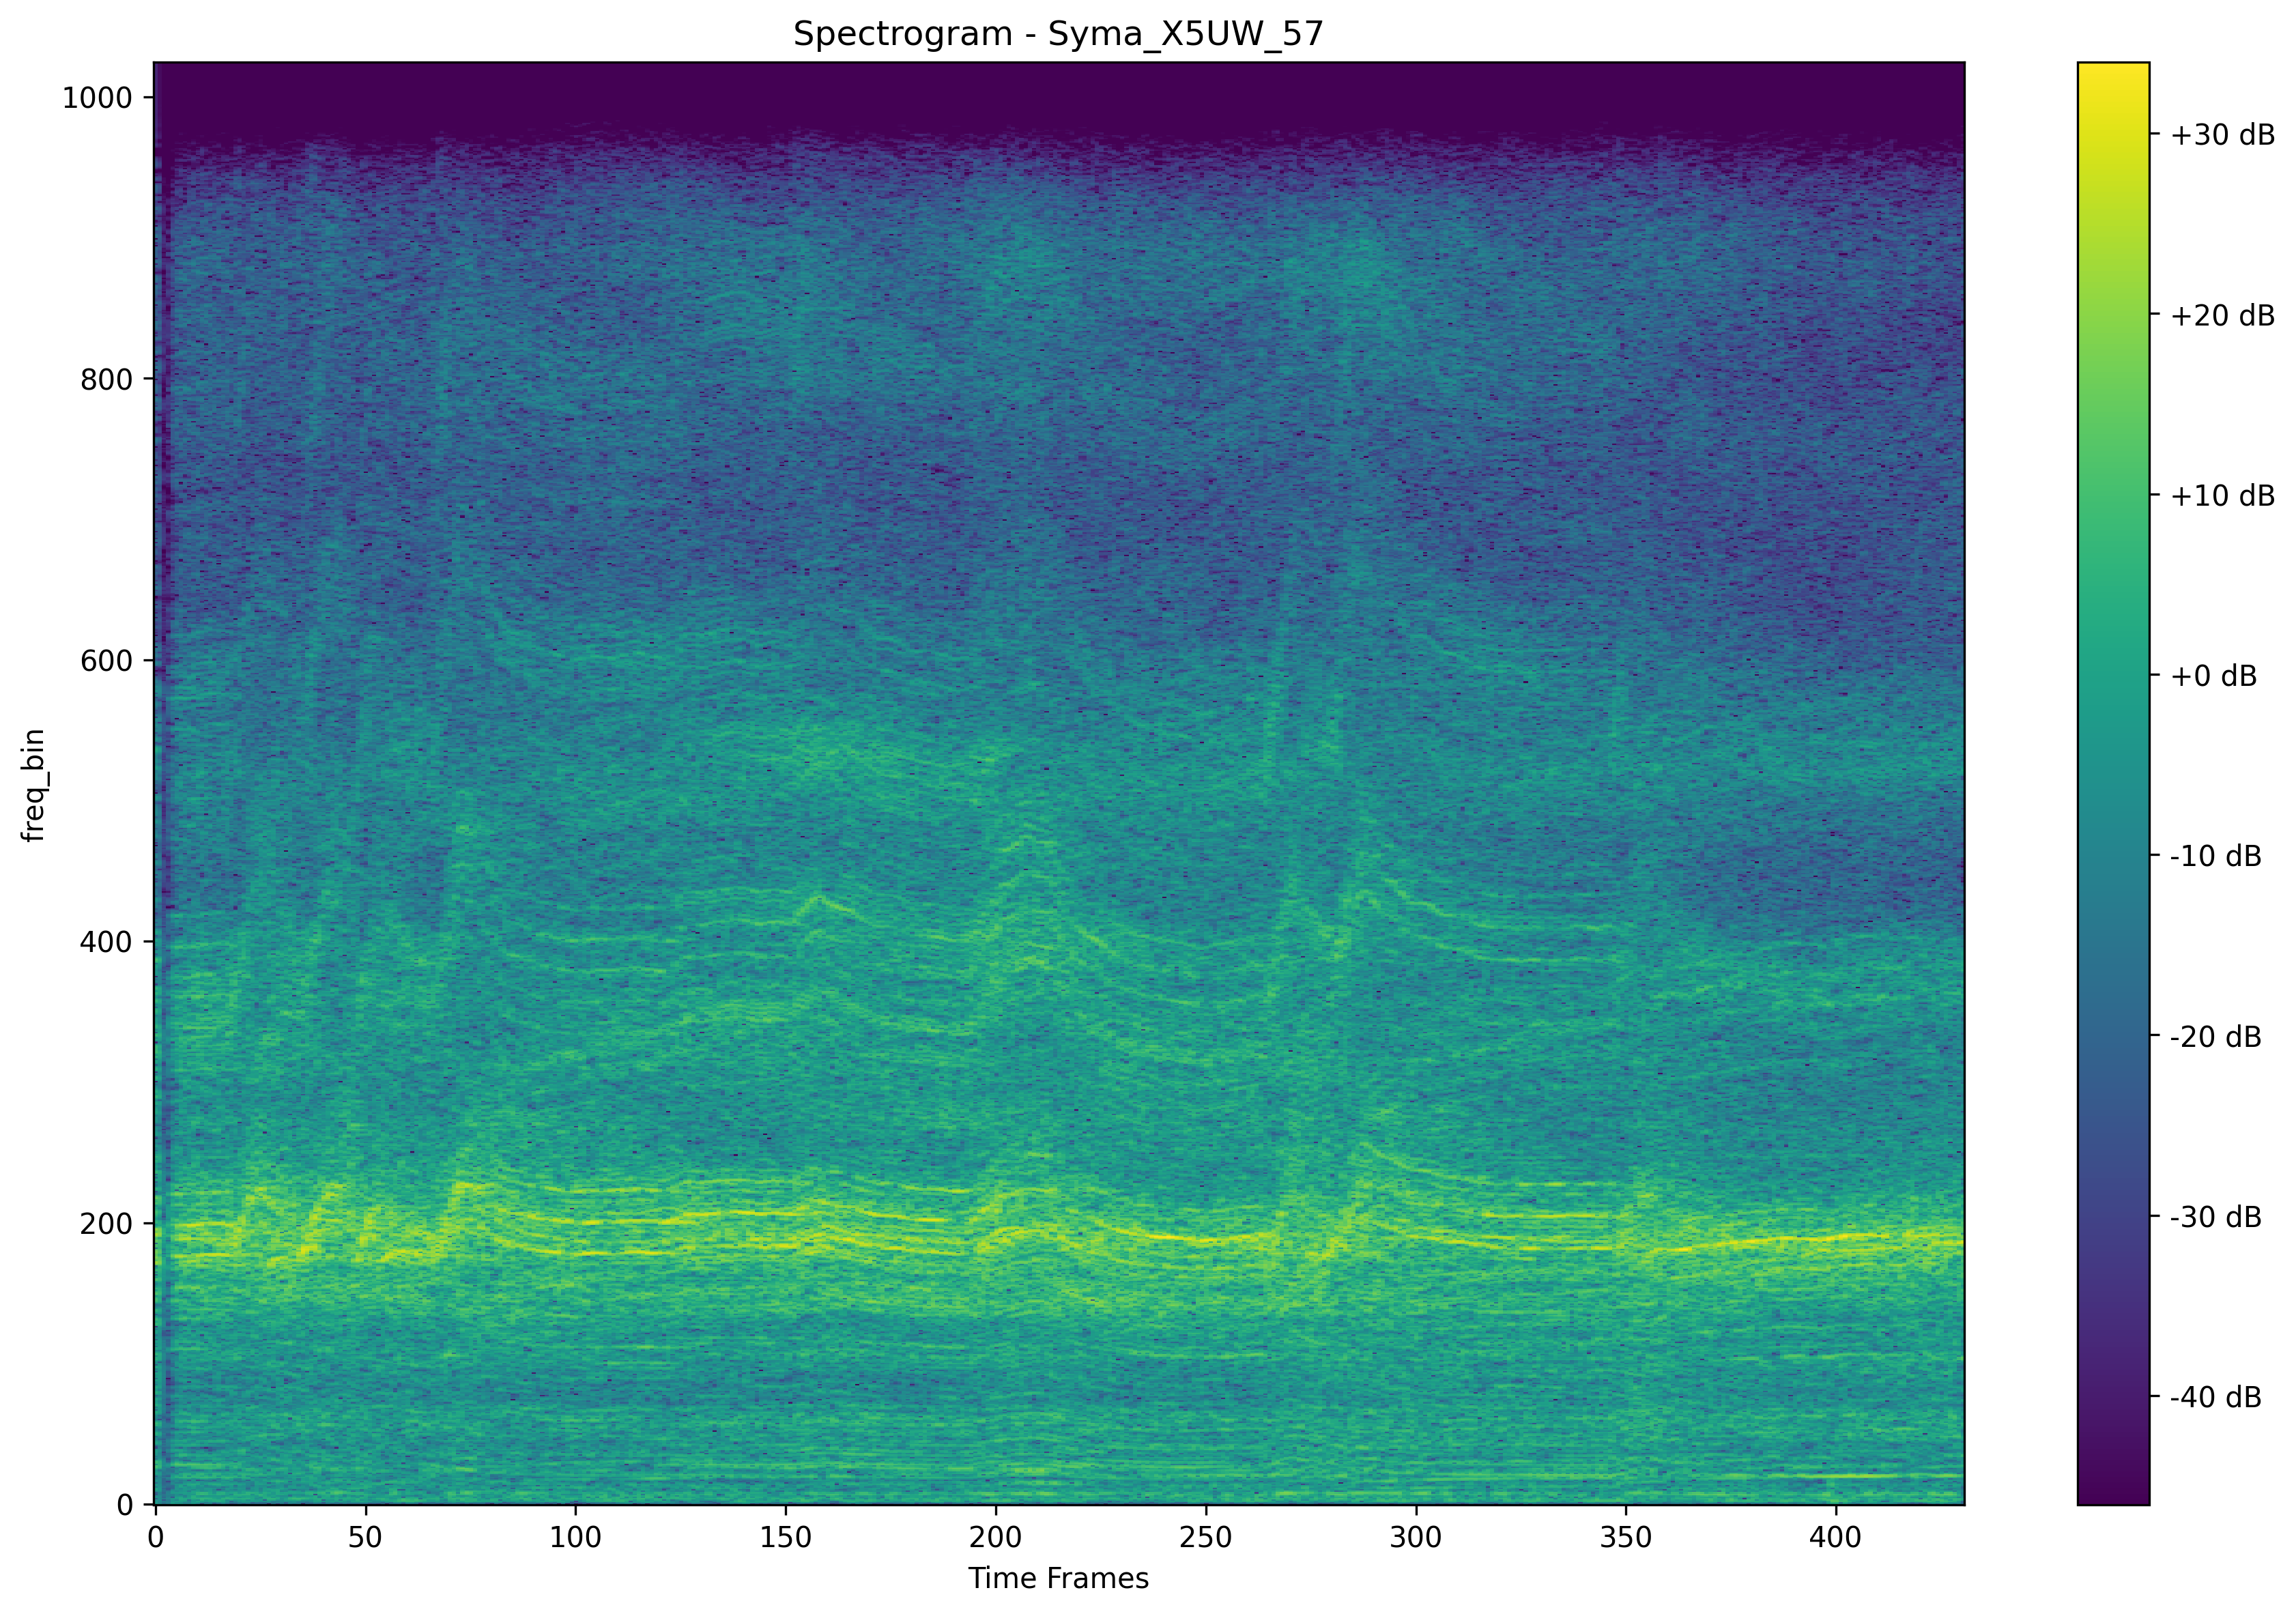 Spectrogram - Syma_X5UW_57
1000
800
600
400
200
0
freq_bin
0 50 100 150 200 250 300 350 400
Time Frames
+30 dB
+20 dB
+10 dB
+0 dB
-10 dB
-20 dB
-30 dB
-40 dB